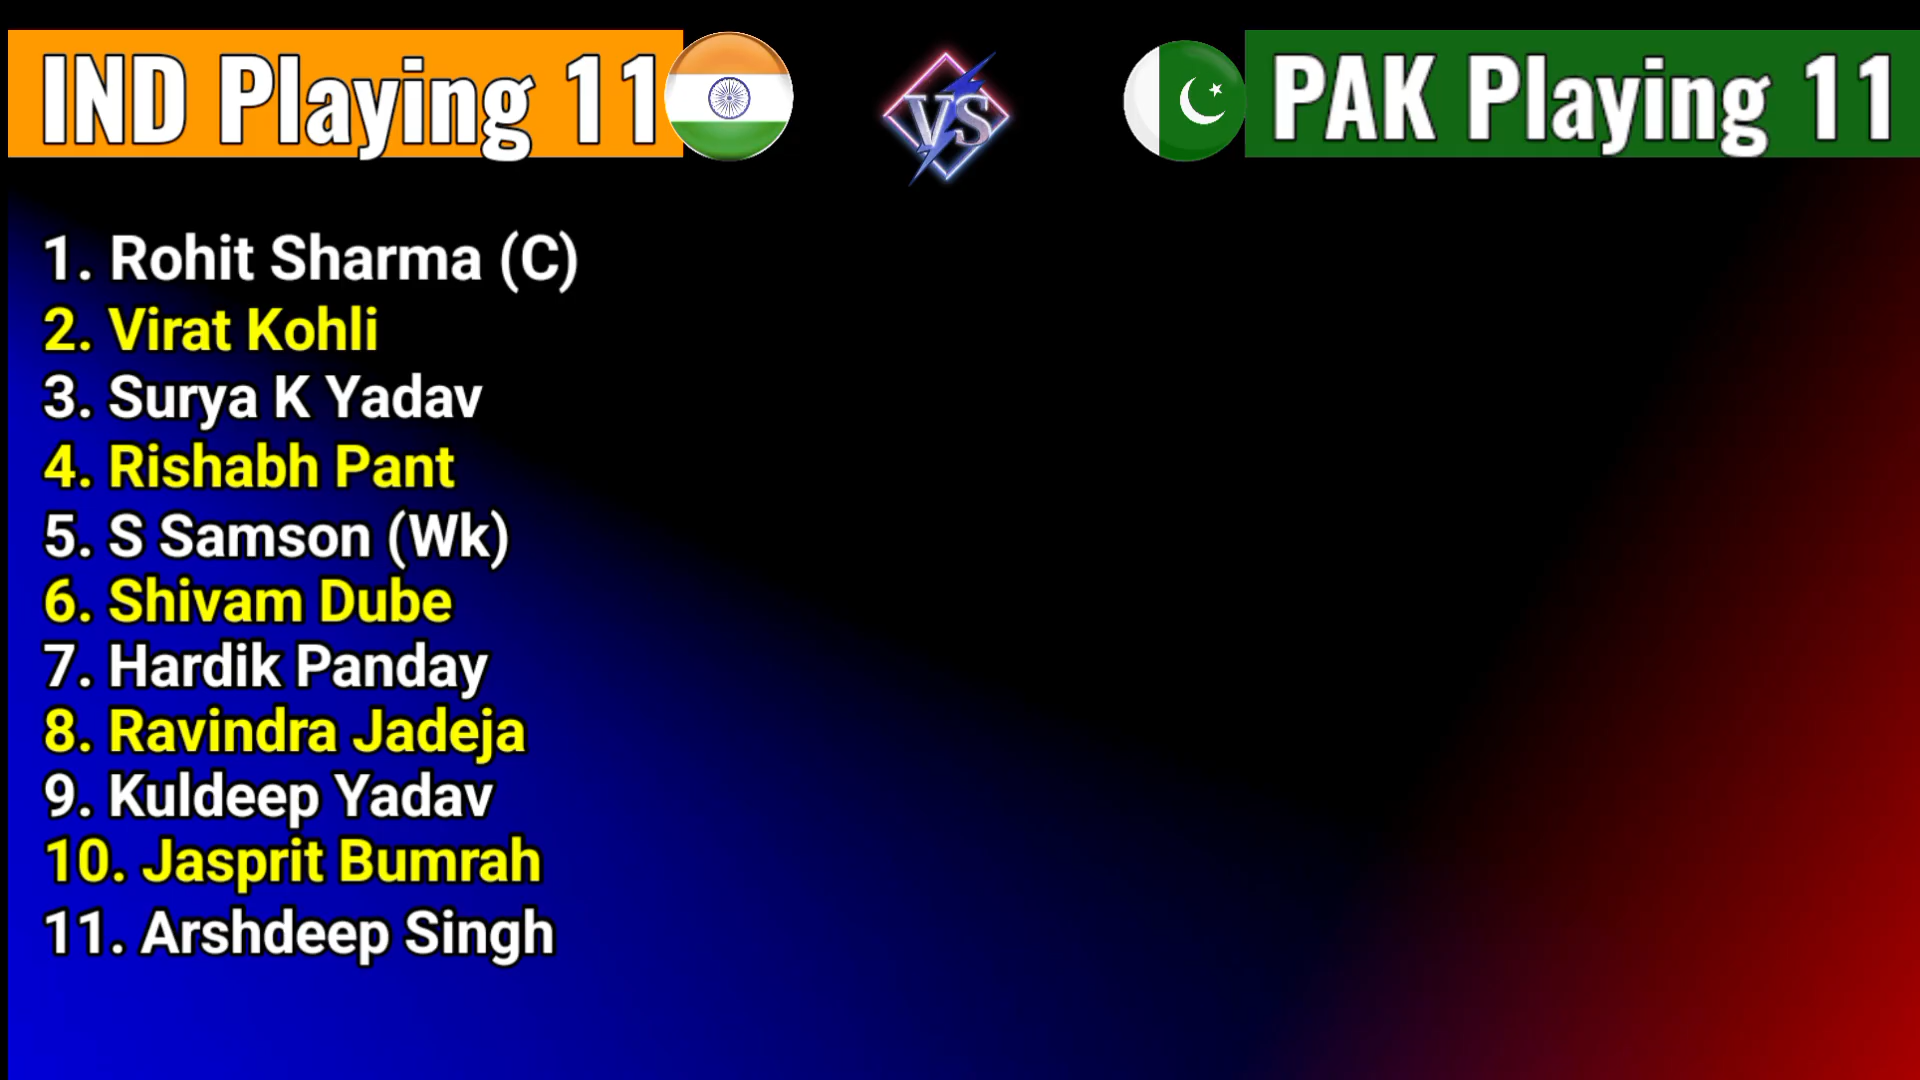 IND Playing 11
VS
PAK Playing 11
1. Rohit Sharma (C)
2. Virat Kohli
3. Surya K Yadav
4. Rishabh Pant
5. S Samson (Wk)
6. Shivam Dube
7. Hardik Panday
8. Ravindra Jadeja
9. Kuldeep Yadav
10. Jasprit Bumrah
11. Arshdeep Singh